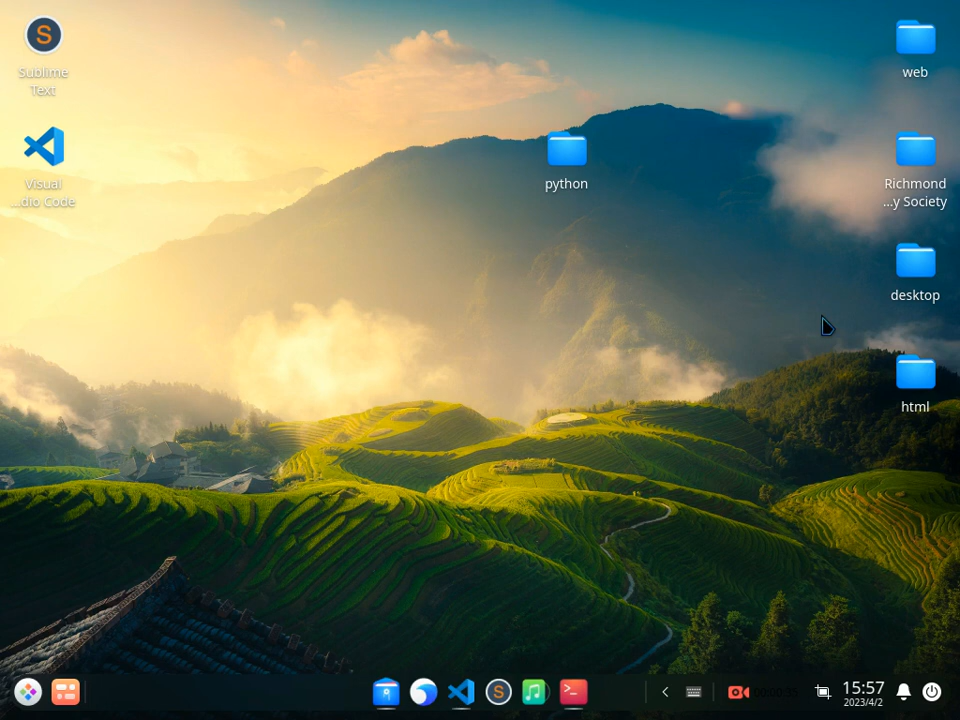 Sublime
Text
Visual
...dio Code
python
web
Richmond
...y Society
desktop
html
15:57
2023/4/2